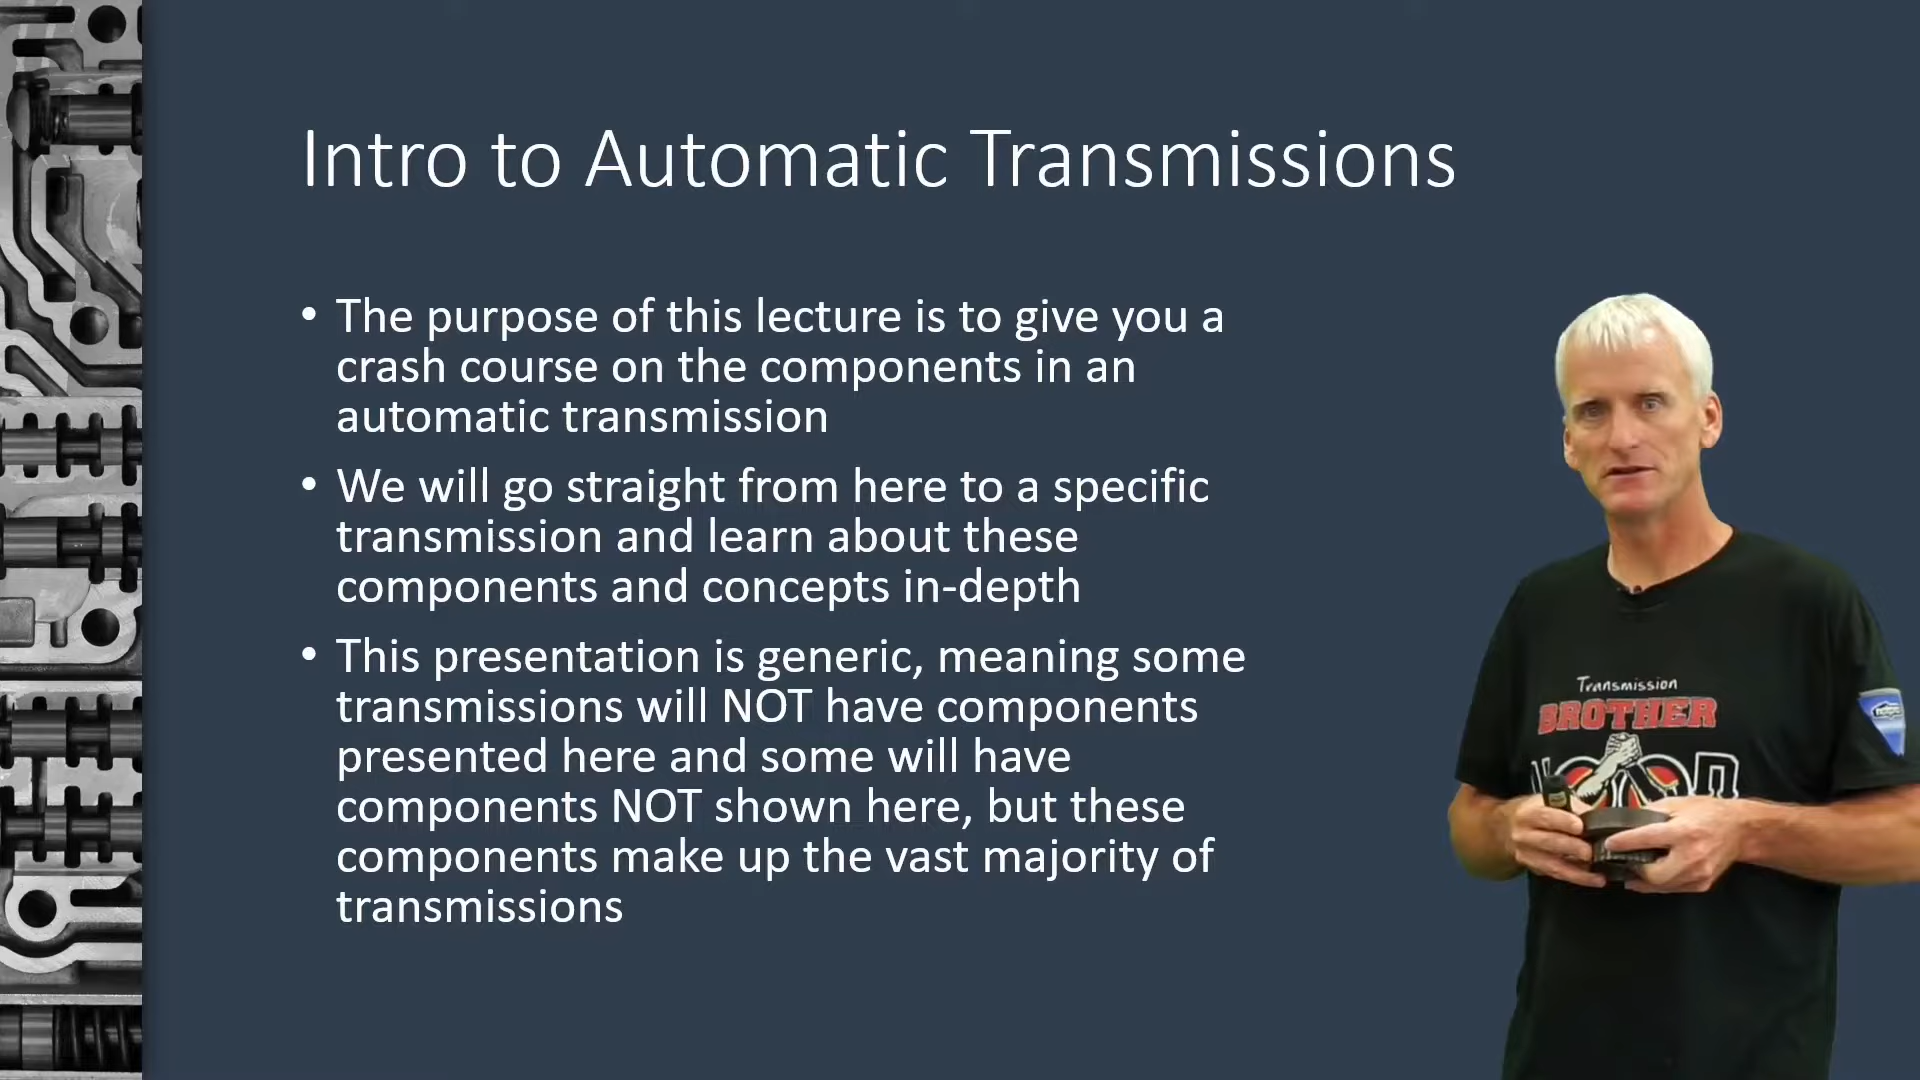 Intro to Automatic Transmissions
• The purpose of this lecture is to give you a
crash course on the components in an
automatic transmission
• We will go straight from here to a specific
transmission and learn about these
components and concepts in-depth
• This presentation is generic, meaning some
transmissions will NOT have components
presented here and some will have
components NOT shown here, but these
components make up the vast majority of
transmissions
Transmission
BROTHER